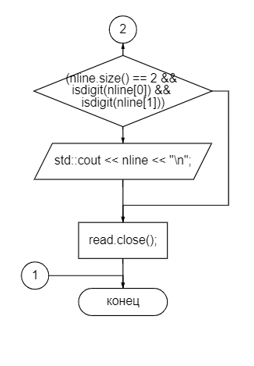 2
(nline.size() == 2 &&
isdigit(nline[0]) &&
isdigit(nline[1]))
std::cout << nline << "\n";
read.close();
1
конец